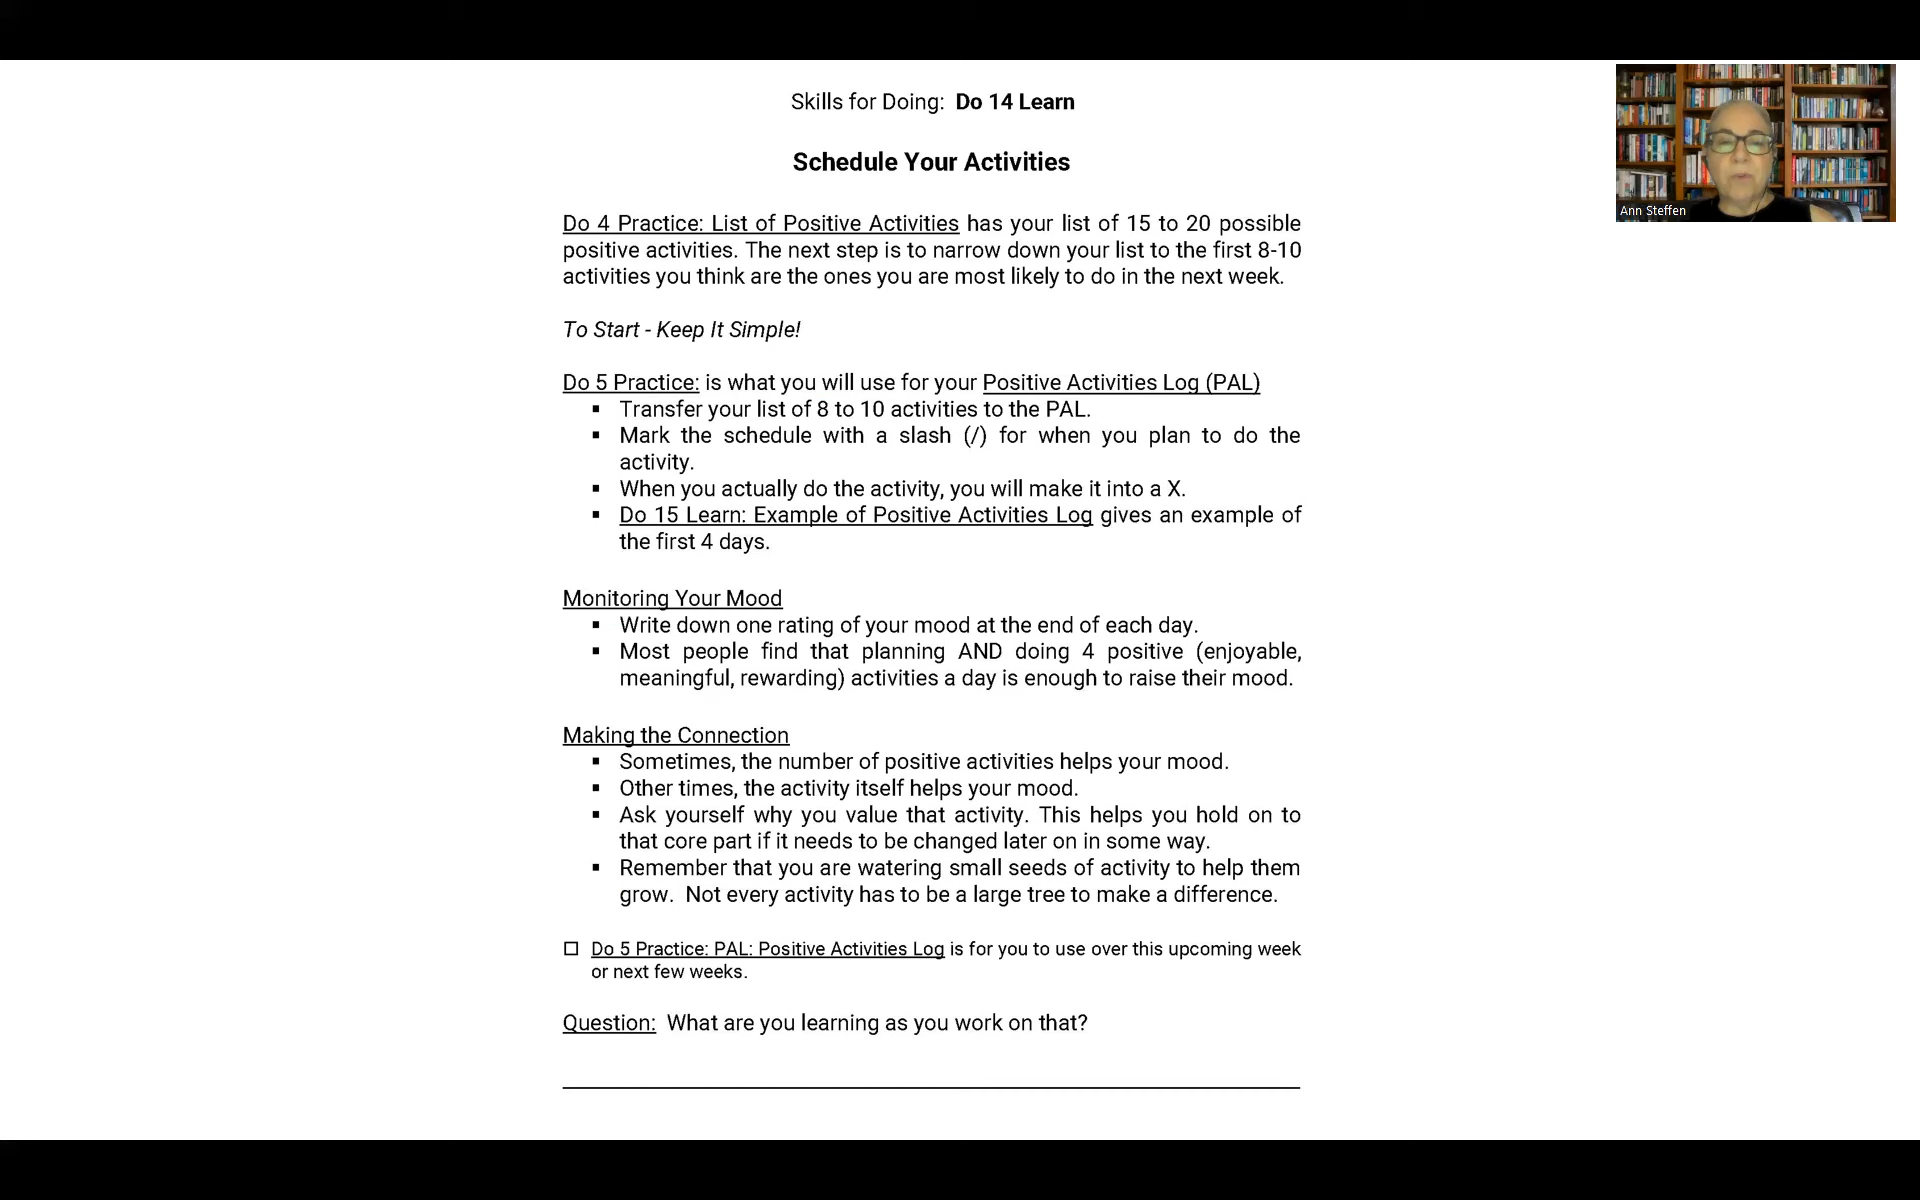 Skills for Doing: Do 14 Learn
Schedule Your Activities
Do 4 Practice: List of Positive Activities has your list of 15 to 20 possible
positive activities. The next step is to narrow down your list to the first 8-10
activities you think are the ones you are most likely to do in the next week.
To Start - Keep It Simple!
Do 5 Practice: is what you will use for your Positive Activities Log (PAL)
▪ Transfer your list of 8 to 10 activities to the PAL.
▪ Mark the schedule with a slash (/) for when you plan to do the
activity.
▪ When you actually do the activity, you will make it into a X.
▪ Do 15 Learn: Example of Positive Activities Log gives an example of
the first 4 days.
Monitoring Your Mood
▪ Write down one rating of your mood at the end of each day.
▪ Most people find that planning AND doing 4 positive (enjoyable,
meaningful, rewarding) activities a day is enough to raise their mood.
Making the Connection
▪ Sometimes, the number of positive activities helps your mood.
▪ Other times, the activity itself helps your mood.
▪ Ask yourself why you value that activity. This helps you hold on to
that core part if it needs to be changed later on in some way.
▪ Remember that you are watering small seeds of activity to help them
grow. Not every activity has to be a large tree to make a difference.
☐ Do 5 Practice: PAL: Positive Activities Log is for you to use over this upcoming week
or next few weeks.
Question: What are you learning as you work on that?
Ann Steffen